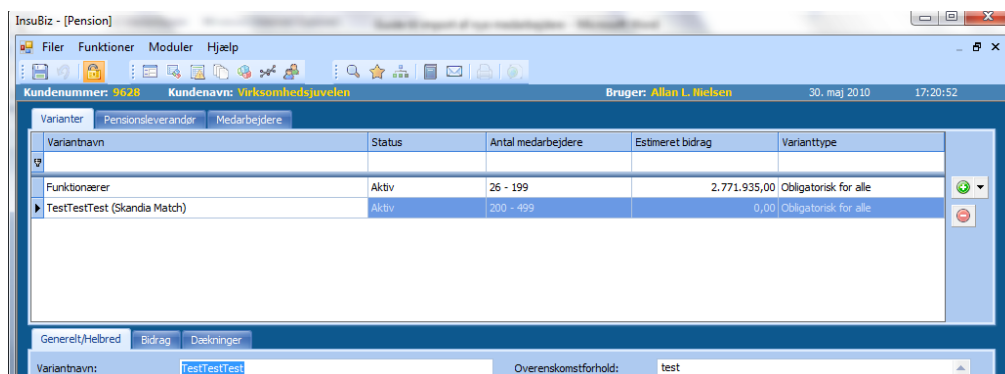 InsuBiz - [Pension]
Filer Funktioner Moduler Hjælp
Kundenummer: 9628 Kundenavn: Virksomhedsjuvelen Bruger: Allan L. Nielsen 30. maj 2010 17:20:52
Varianter Pensionsleverandør Medarbejdere
Variantnavn Status Antal medarbejdere Estimeret bidrag Varianttype
Funktionærer Aktiv 26 - 199 2.771.935,00 Obligatorisk for alle
TestTestTest (Skandia Match) Aktiv 200 - 499 0,00 Obligatorisk for alle
Generelt/Helbred Bidrag Dækninger
Variantnavn: TestTestTest Overenskomstforhold: test